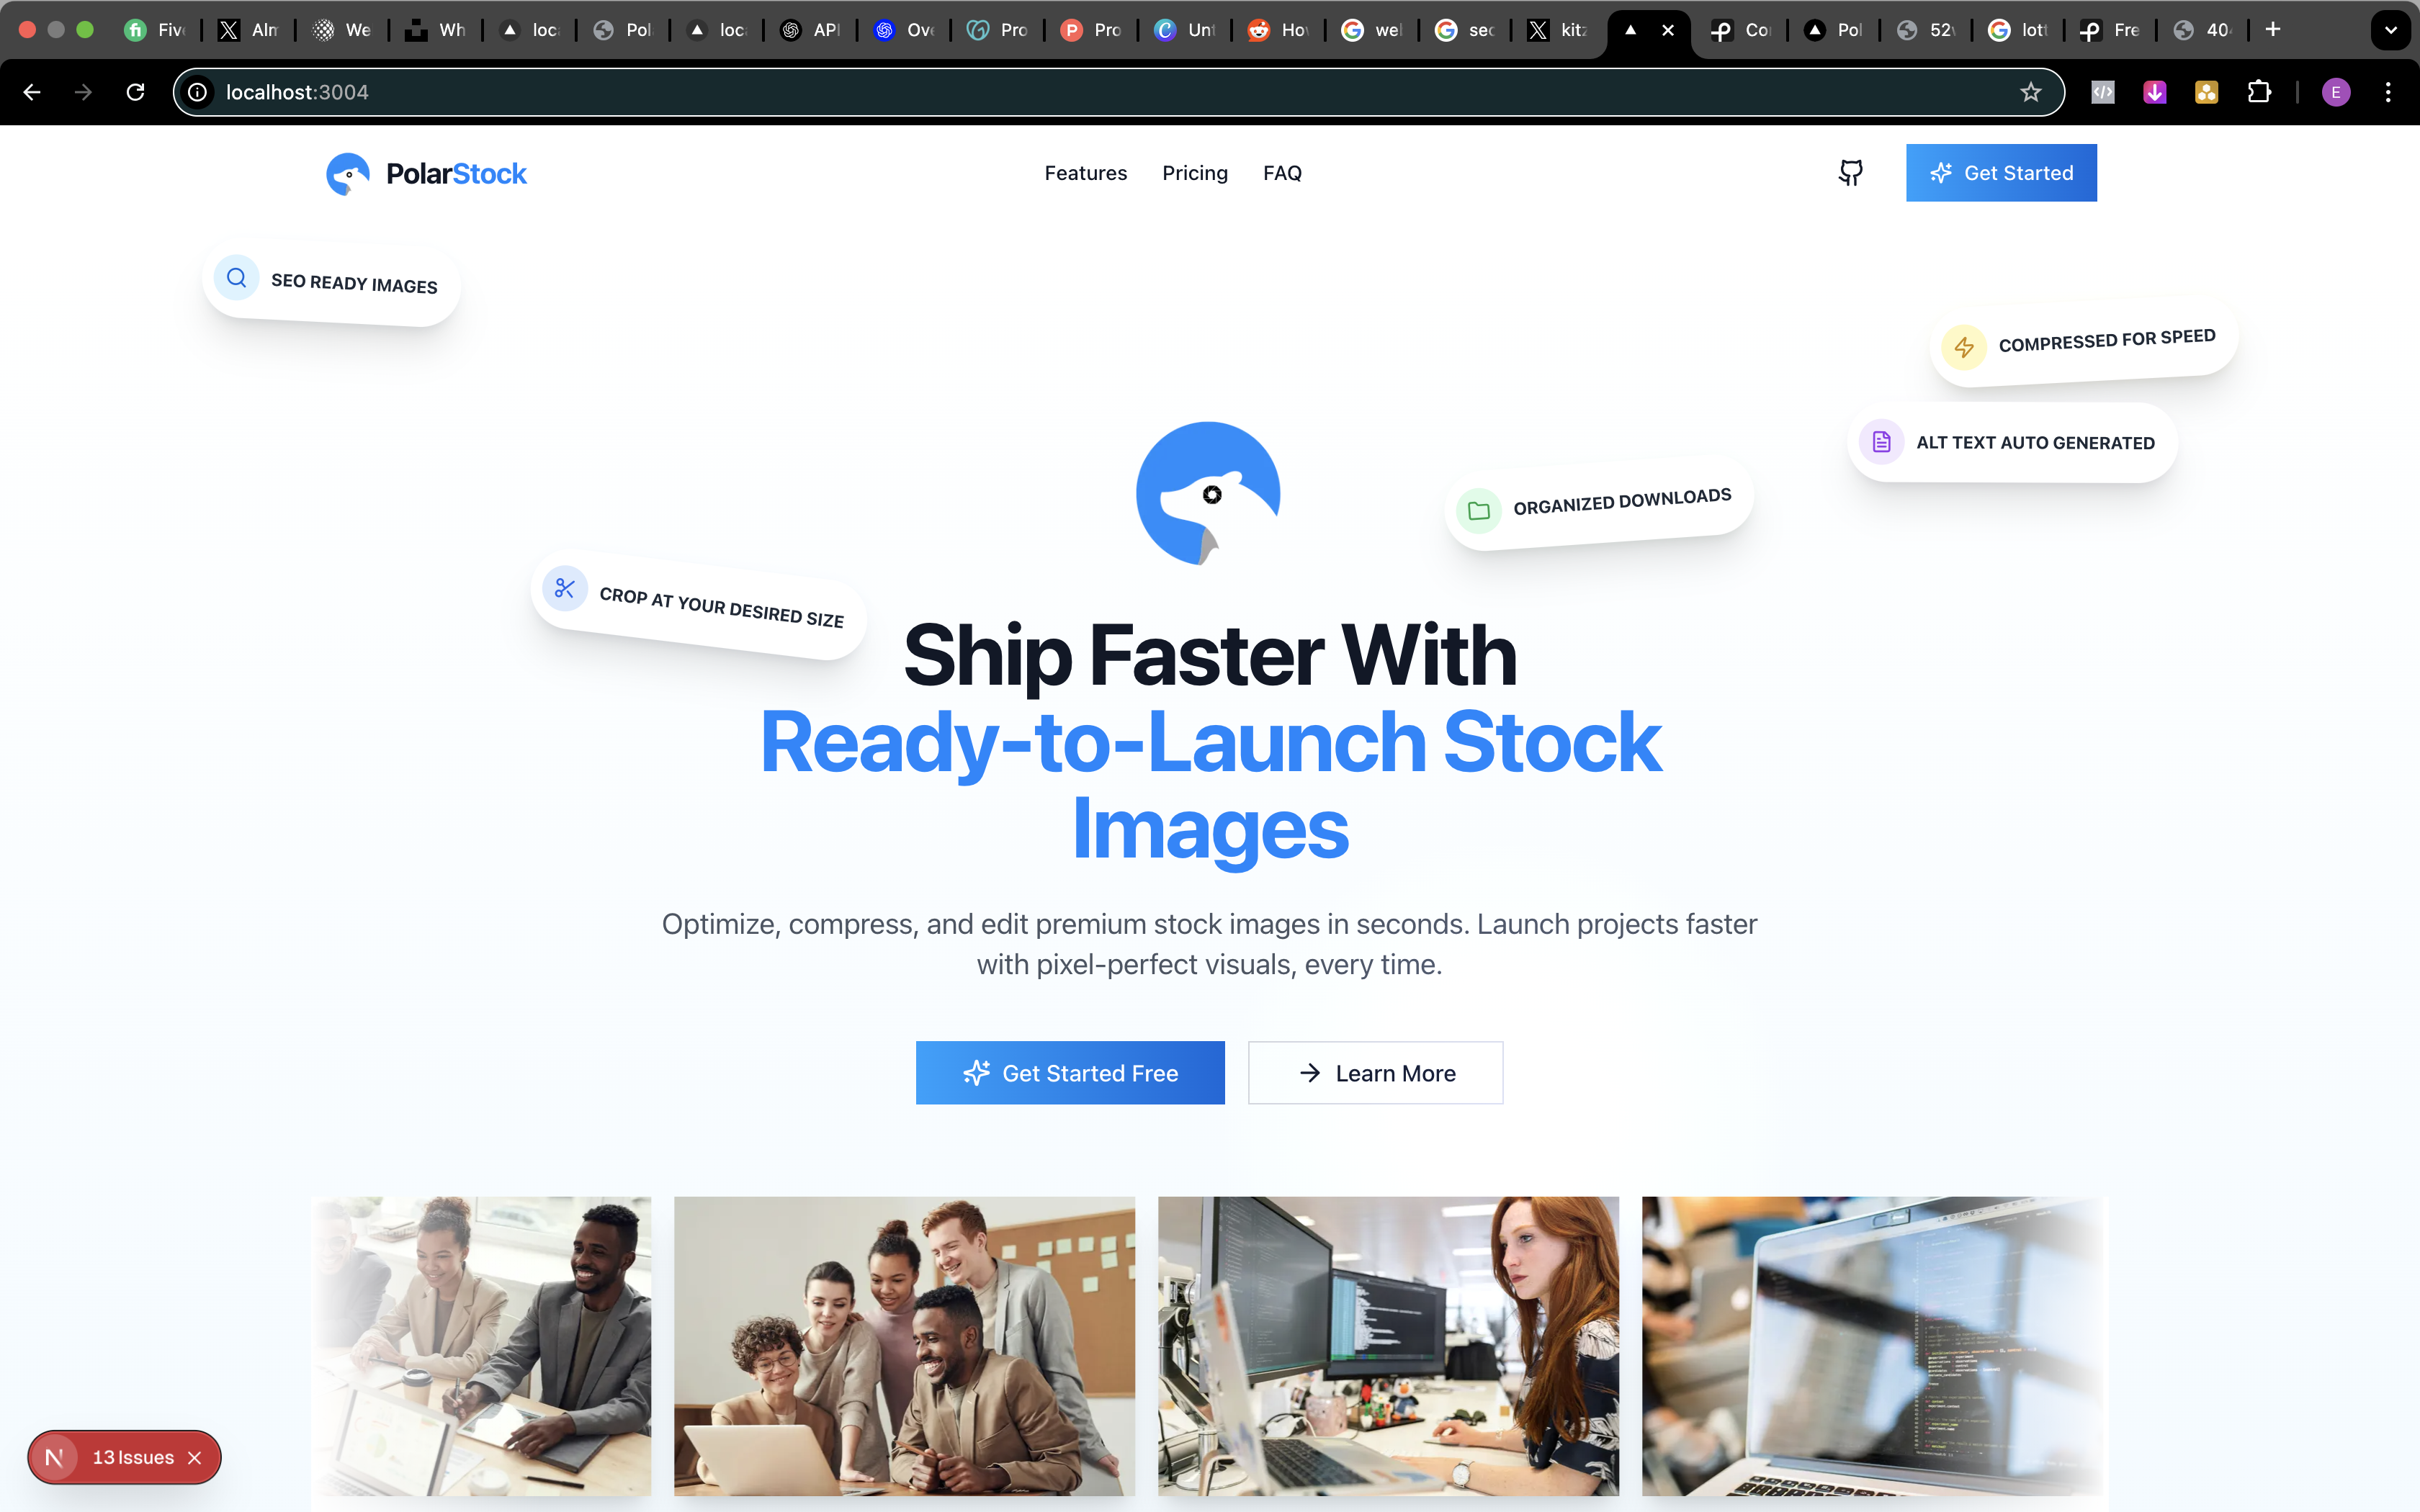 Fiv
We
Wh
loc
Pol
loc
API
Ove
Pro
Pro
Unt
Ho
wel
sec
kitz
Co
Pol
52
lot
Fre
40
localhost:3004
E
PolarStock
Features
Pricing
FAQ
Get Started
SEO READY IMAGES
COMPRESSED FOR SPEED
ALT TEXT AUTO GENERATED
ORGANIZED DOWNLOADS
CROP AT YOUR DESIRED SIZE
Ship Faster With
Ready-to-Launch Stock
Images
Optimize, compress, and edit premium stock images in seconds. Launch projects faster
with pixel-perfect visuals, every time.
Get Started Free
Learn More
N 13 Issues